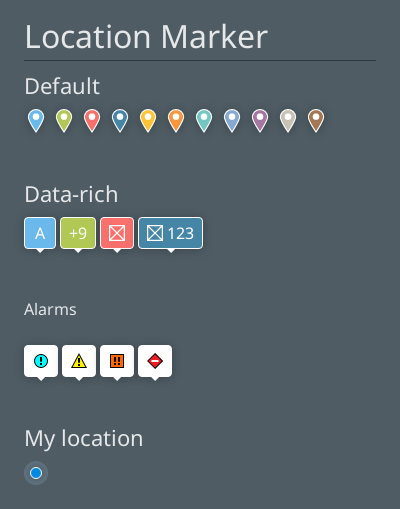 Location Marker
Default
Data-rich
A +9 123
Alarms
My location